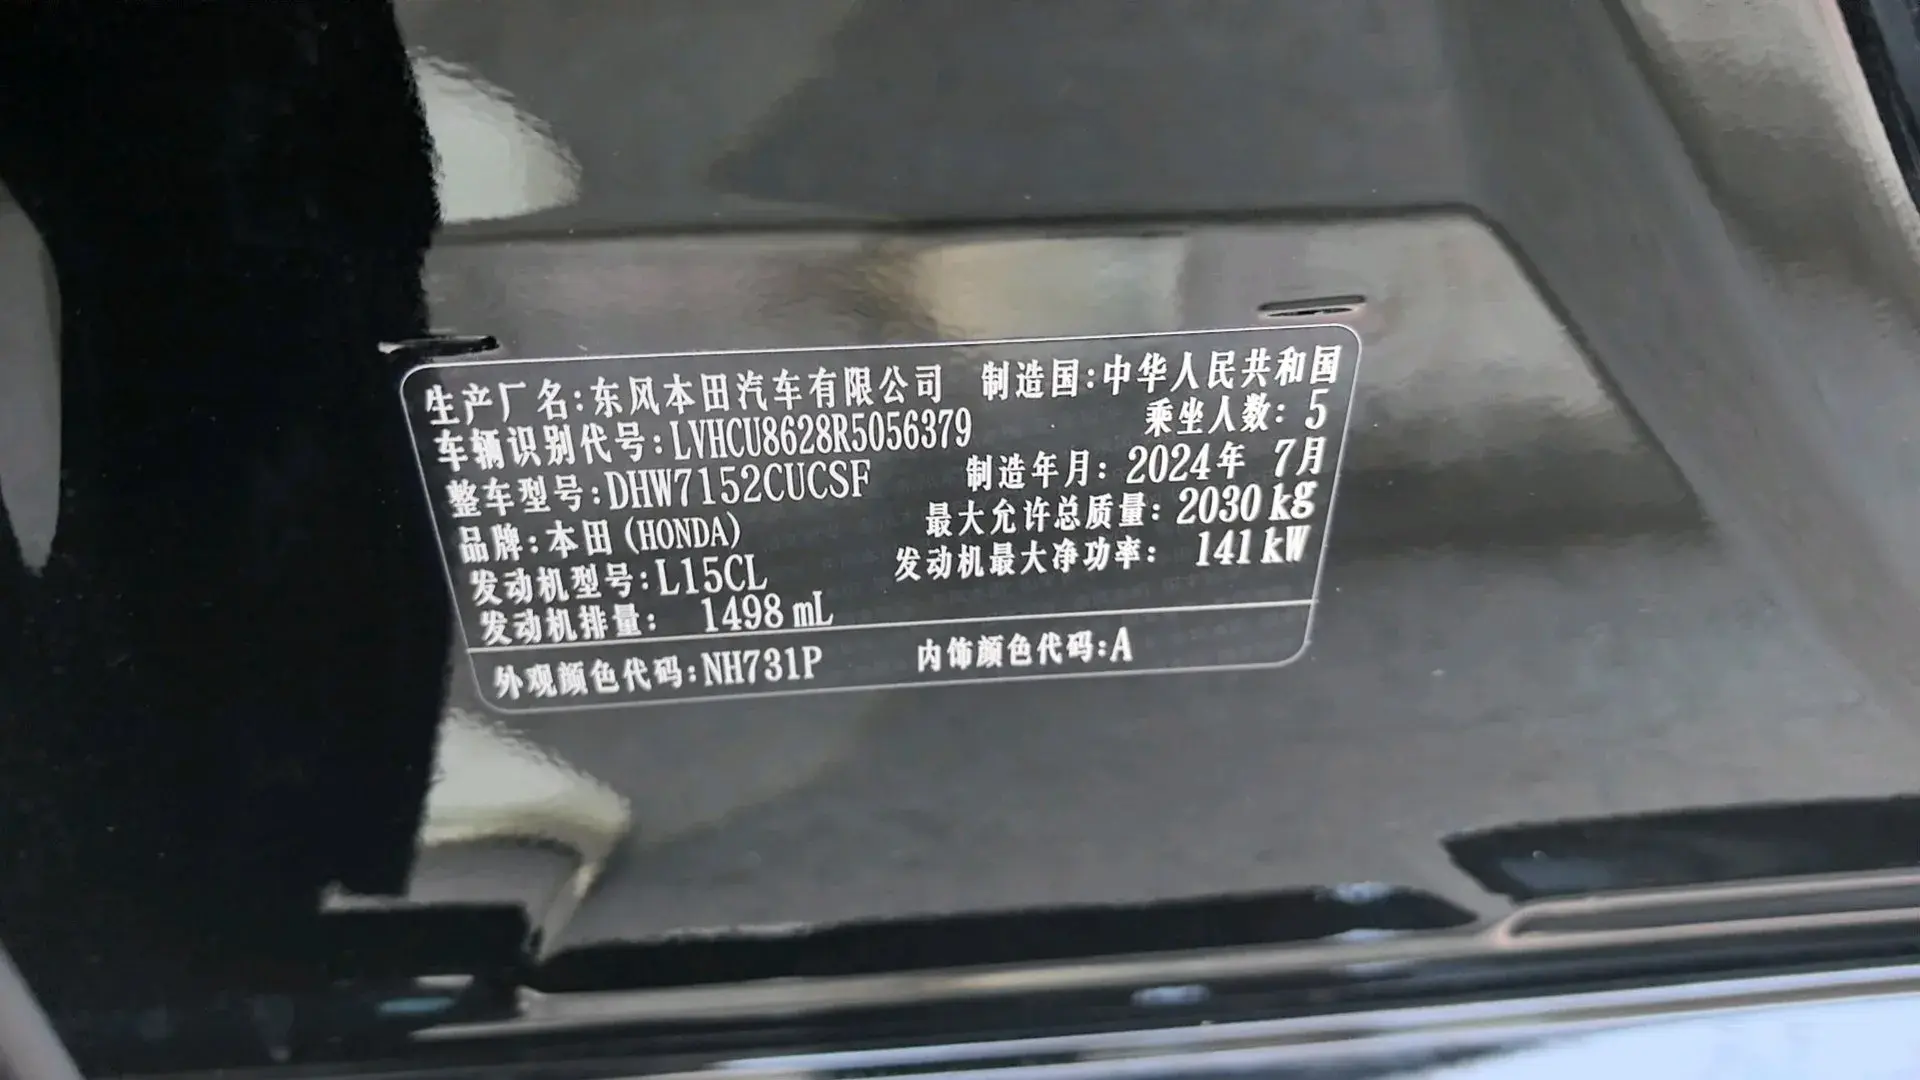 生产厂名:东风本田汽车有限公司 制造国:中华人民共和国
车辆识别代号:LVHCU8628R5056379 乘坐人数: 5
整车型号:DHW7152CUCSF 制造年月: 2024年 7月
品牌:本田(HONDA) 最大允许总质量: 2030 kg
发动机型号:L15CL 发动机最大净功率: 141 kW
发动机排量: 1498 mL
外观颜色代码:NH731P 内饰颜色代码:A